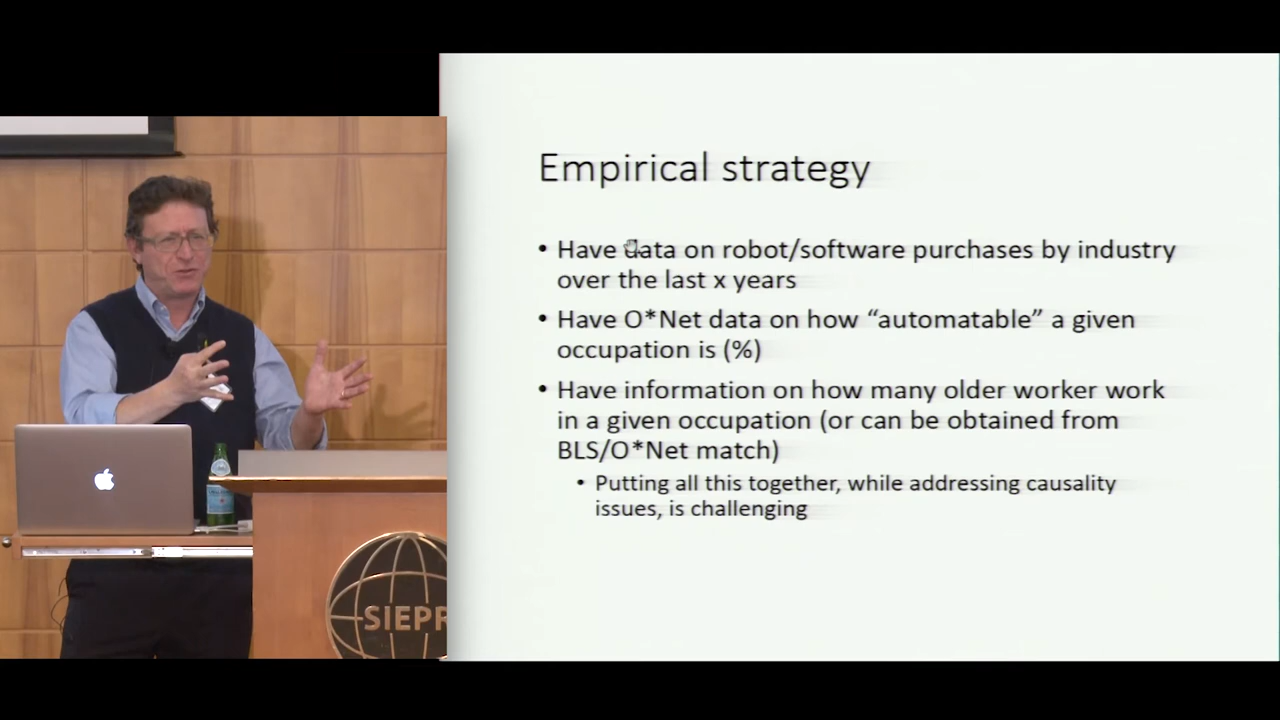 Empirical strategy
• Have data on robot/software purchases by industry
over the last x years
• Have O*Net data on how “automatable” a given
occupation is (%)
• Have information on how many older worker work
in a given occupation (or can be obtained from
BLS/O*Net match)
• Putting all this together, while addressing causality
issues, is challenging
SIEPR